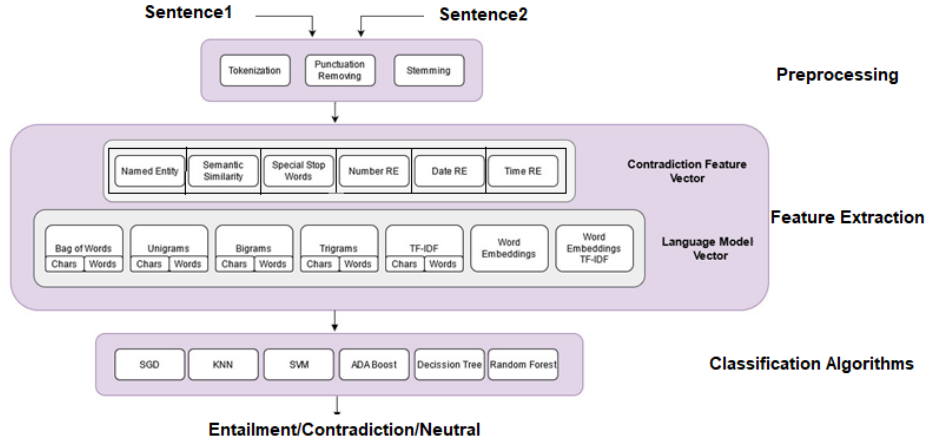 Sentence1
Sentence2
Tokenization
Punctuation
Removing
Stemming
Preprocessing
Named Entity
Semantic
Similarity
Special Stop
Words
Number RE
Date RE
Time RE
Contradiction Feature
Vector
Feature Extraction
Bag of Words
Chars Words
Unigrams
Chars Words
Bigrams
Chars Words
Trigrams
Chars Words
TF-IDF
Chars Words
Word
Embeddings
Word
Embeddings
TF-IDF
Language Model
Vector
SGD
KNN
SVM
ADA Boost
Decission Tree
Random Forest
Classification Algorithms
Entailment/Contradiction/Neutral